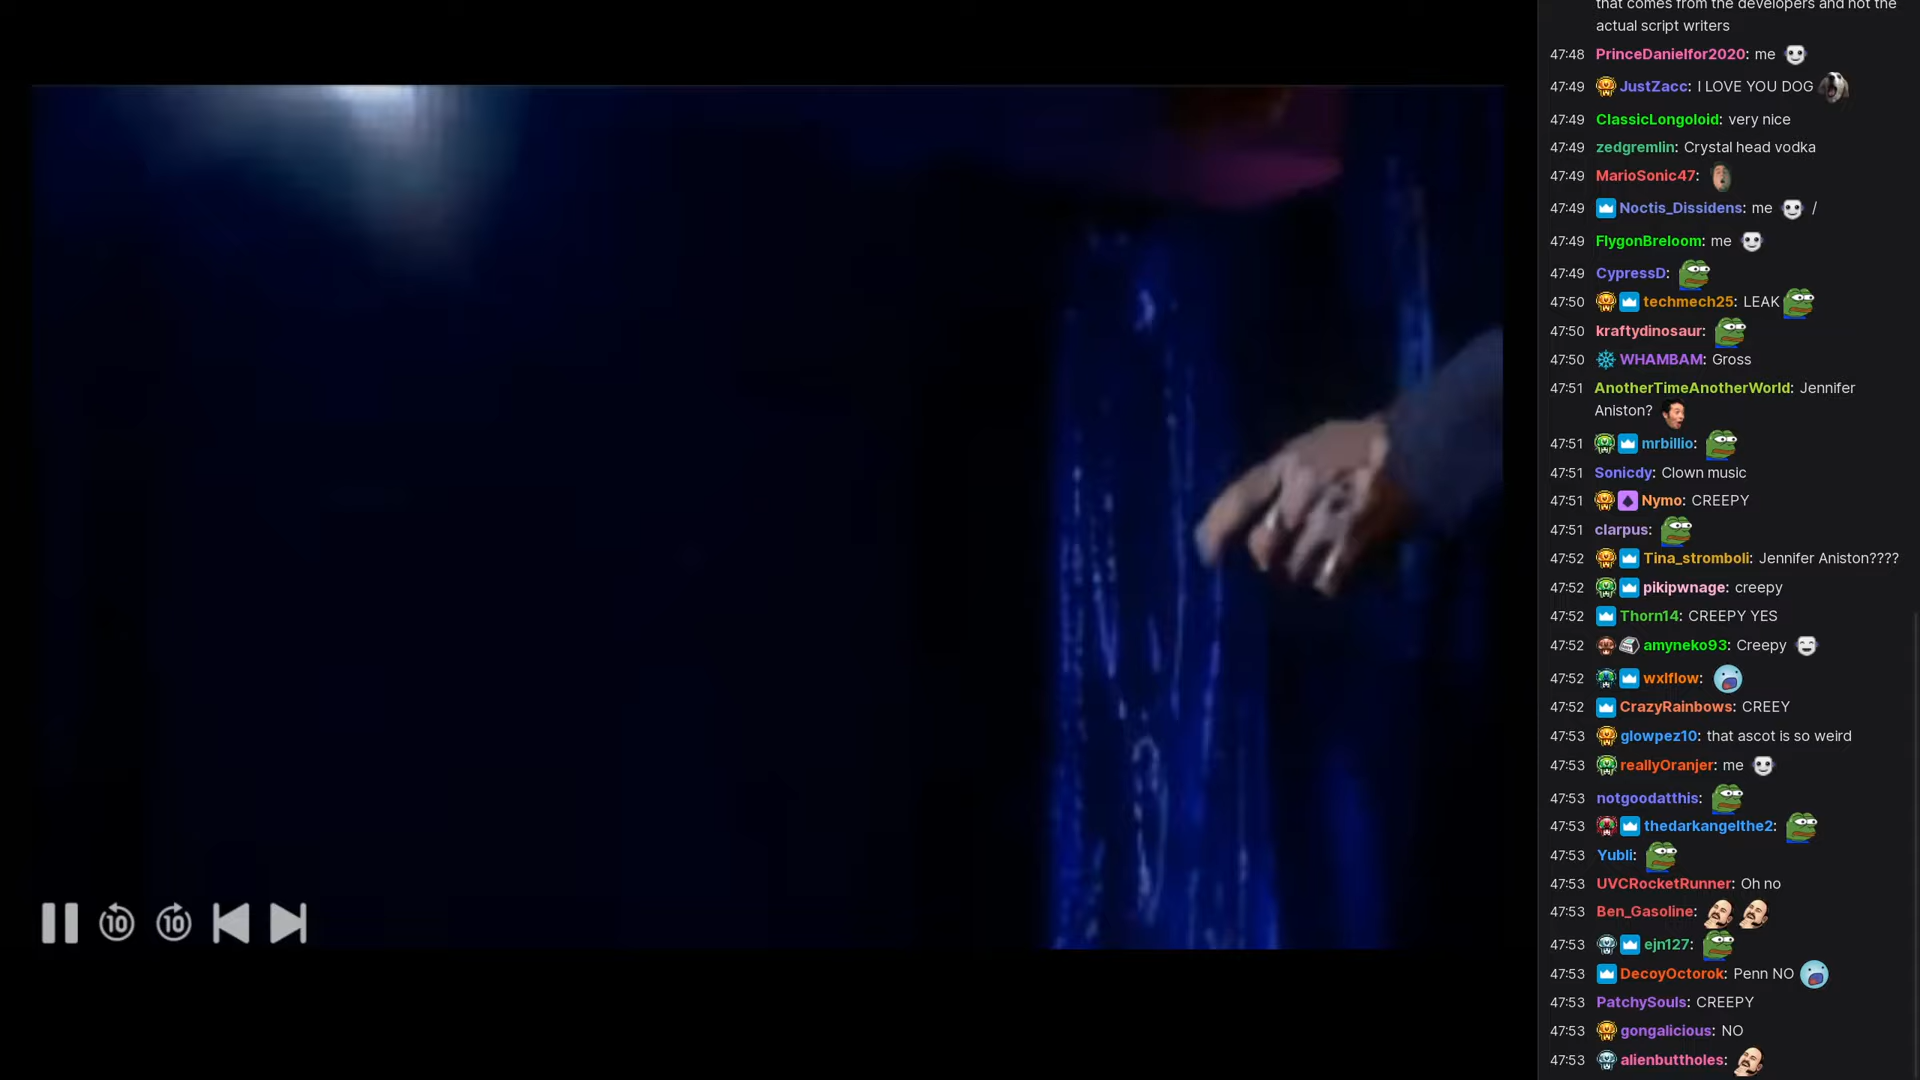 that comes from the developers and not the
actual script writers
47:48 PrinceDanielfor2020: me
47:49 JustZacc: I LOVE YOU DOG
47:49 ClassicLongoloid: very nice
47:49 zedgremlin: Crystal head vodka
47:49 MarioSonic47:
47:49 Noctis_Dissidens: me /
47:49 FlygonBreloom: me
47:49 CypressD:
47:50 techmech25: LEAK
47:50 kraftydinosaur:
47:50 WHAMBAM: Gross
47:51 AnotherTimeAnotherWorld: Jennifer
Aniston?
47:51 mrbillio:
47:51 Sonicdy: Clown music
47:51 Nymo: CREEPY
47:51 clarpus:
47:52 Tina_stromboli: Jennifer Aniston????
47:52 pikipwnage: creepy
47:52 Thorn14: CREEPY YES
47:52 amyneko93: Creepy
47:52 wxlflow:
47:52 CrazyRainbows: CREEY
47:53 glowpez10: that ascot is so weird
47:53 reallyOranjer: me
47:53 notgoodatthis:
47:53 thedarkangelthe2:
47:53 Yubli:
47:53 UVCRocketRunner: Oh no
47:53 Ben_Gasoline:
47:53 ejn127:
47:53 DecoyOctorok: Penn NO
47:53 PatchySouls: CREEPY
47:53 gongalicious: NO
47:53 alienbuttholes:
10 10